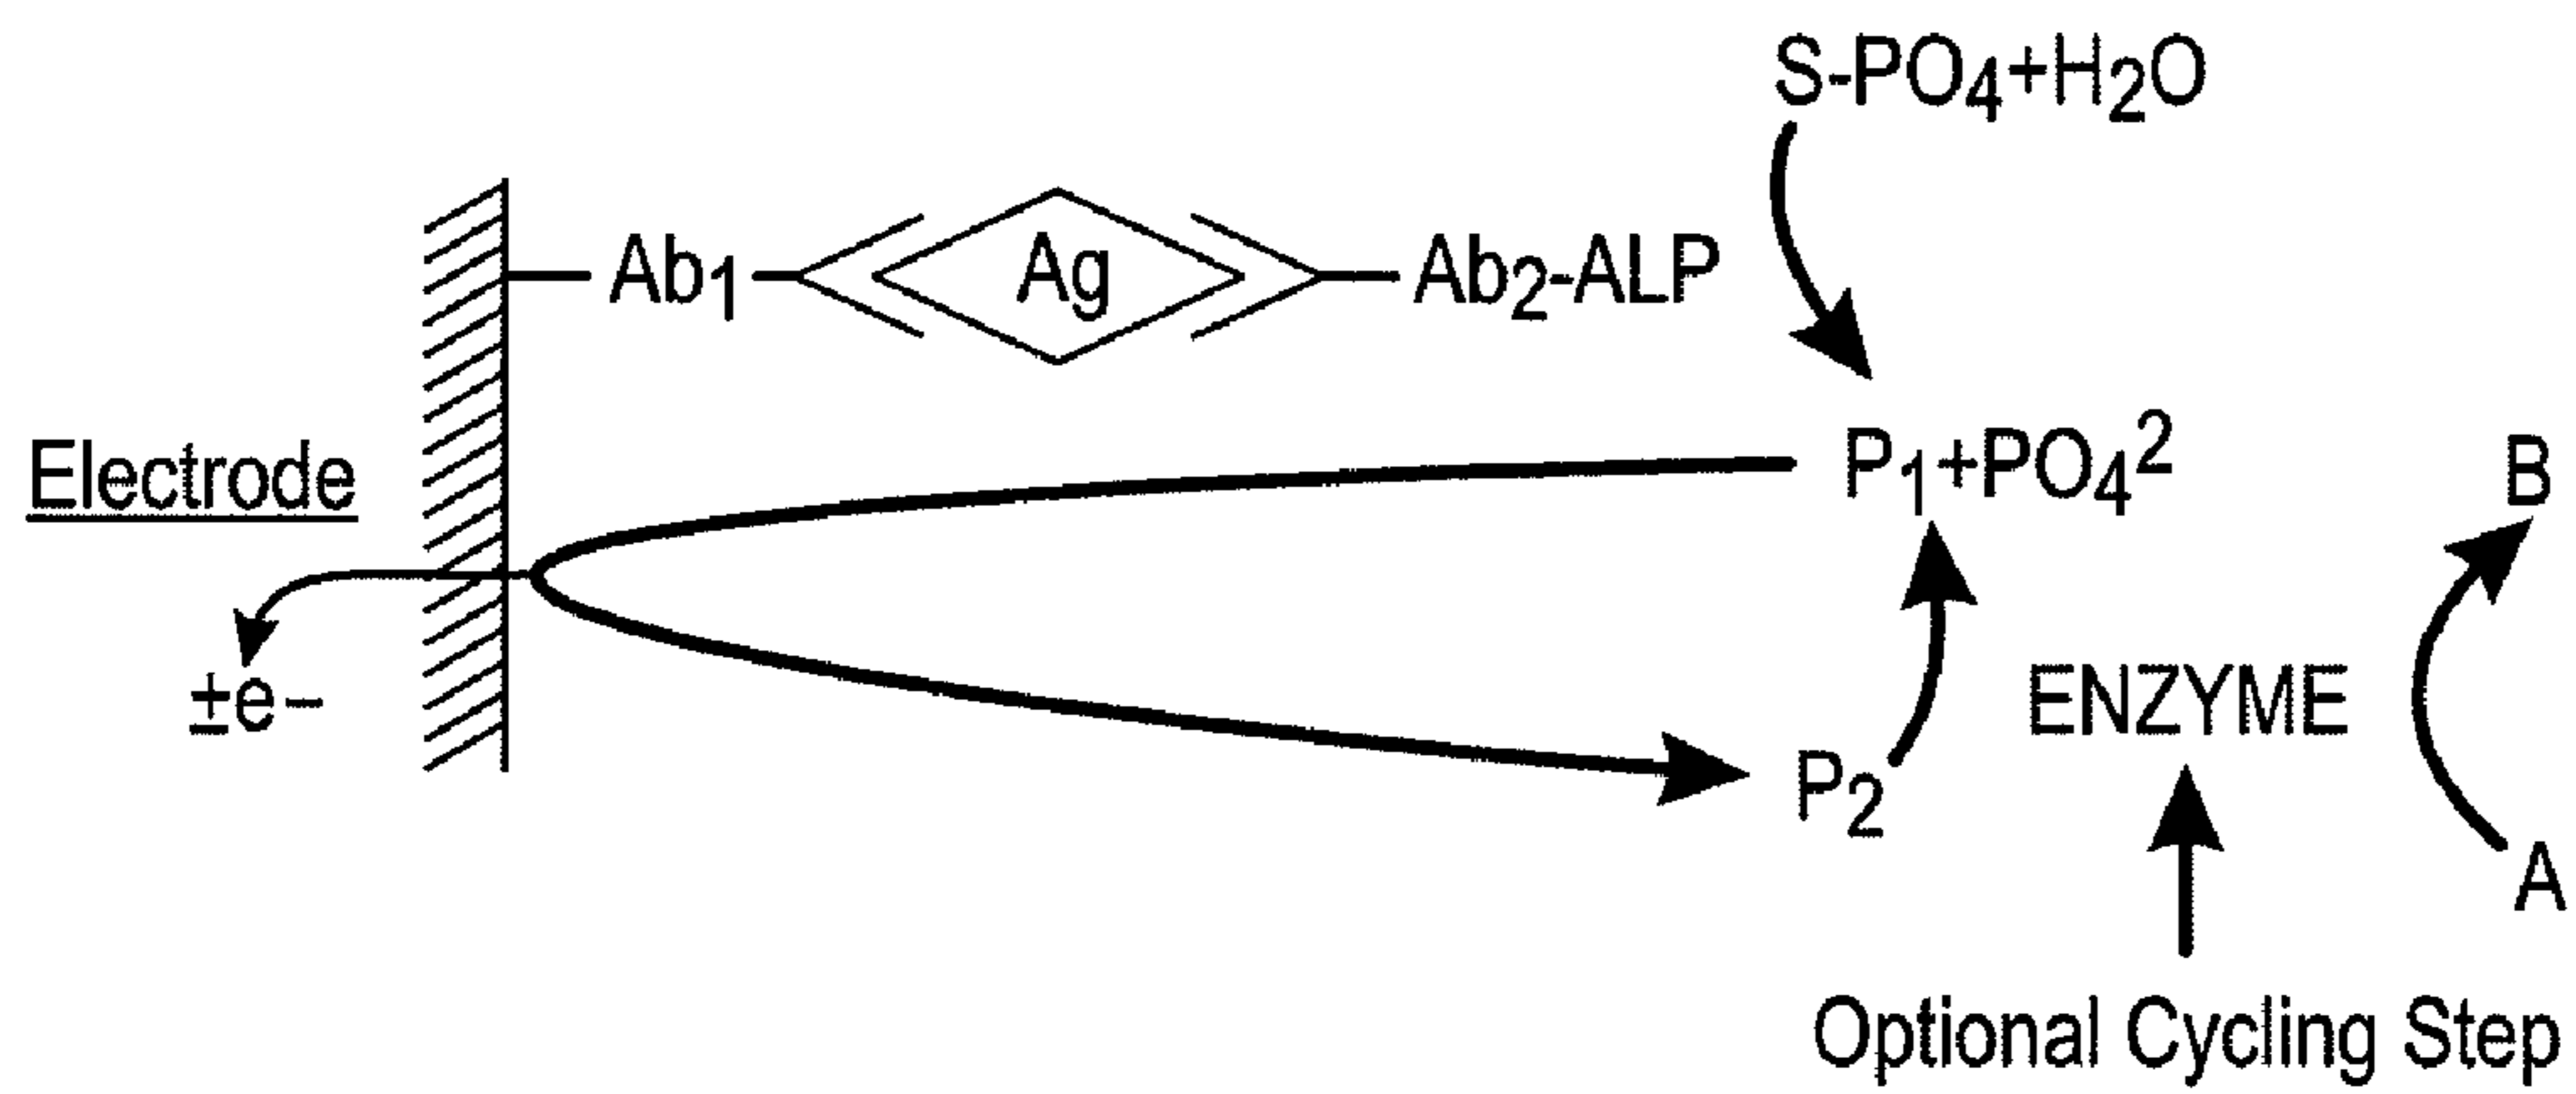 S-PO₄+H₂O
Ab₁ Ag Ab₂-ALP
Electrode P₁+PO₄² B
±e− P₂ ENZYME
A
Optional Cycling Step